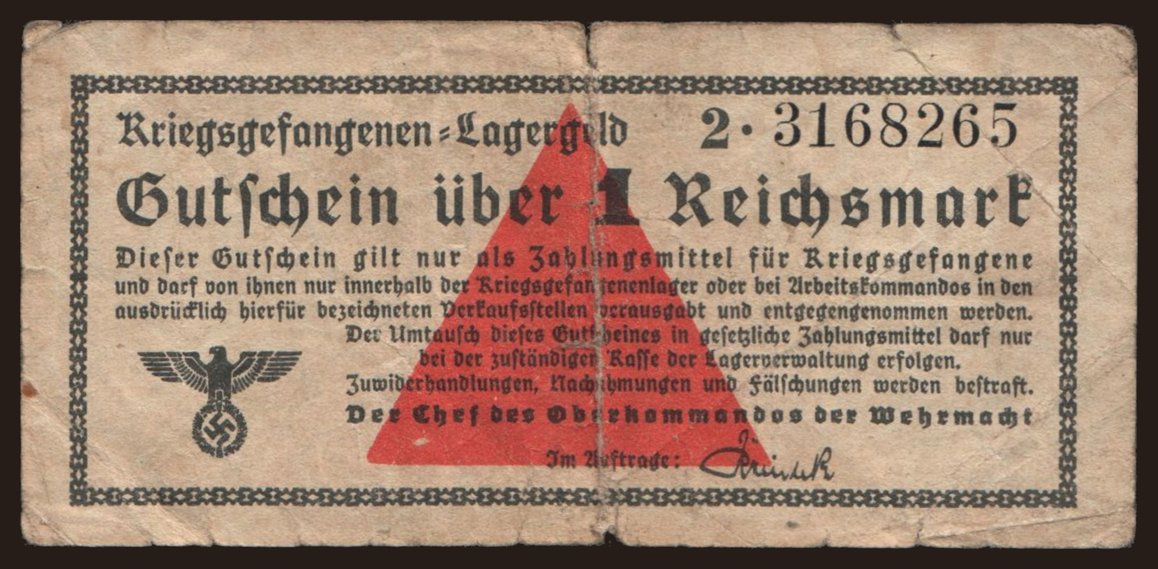 Kriegsgefangenen-Lagergeld 2 · 3168265
Gutschein über 1 Reichsmark
Dieser Gutschein gilt nur als Zahlungsmittel für Kriegsgefangene
und darf von ihnen nur innerhalb der Kriegsgefangenenlager oder bei Arbeitskommandos in den
ausdrücklich hierfür bezeichneten Verkaufsstellen verausgabt und entgegengenommen werden.
Der Umtausch dieses Gutscheines in gesetzliche Zahlungsmittel darf nur
bei der zuständigen Kasse der Lagerverwaltung erfolgen.
Zuwiderhandlungen, Nachahmungen und Fälschungen werden bestraft.
Der Chef des Oberkommandos der Wehrmacht
Im Auftrage: